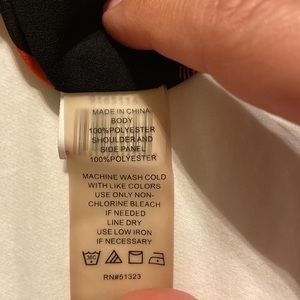 MADE IN CHINA
BODY
100%POLYESTER
SHOULDER AND
SIDE PANEL
100%POLYESTER
MACHINE WASH COLD
WITH LIKE COLORS
USE ONLY NON-
CHLORINE BLEACH
IF NEEDED
LINE DRY
USE LOW IRON
IF NECESSARY
RN#51323